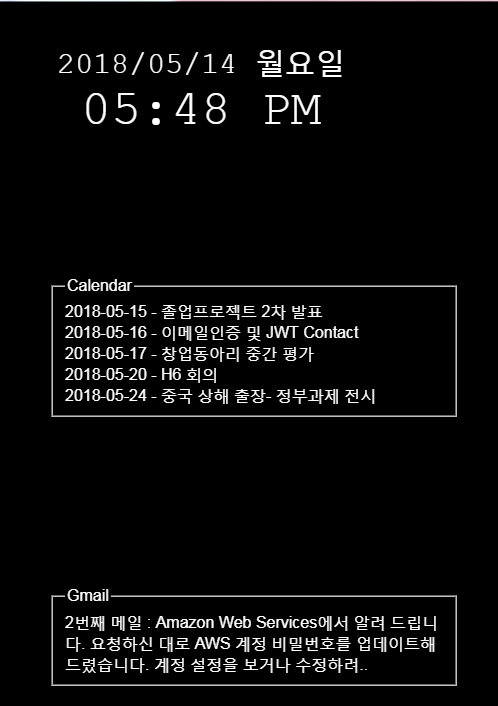 2018/05/14 월요일
05:48 PM
Calendar
2018-05-15 - 졸업프로젝트 2차 발표
2018-05-16 - 이메일인증 및 JWT Contact
2018-05-17 - 창업동아리 중간 평가
2018-05-20 - H6 회의
2018-05-24 - 중국 상해 출장- 정부과제 전시
Gmail
2번째 메일 : Amazon Web Services에서 알려 드립니
다. 요청하신 대로 AWS 계정 비밀번호를 업데이트해
드렸습니다. 계정 설정을 보거나 수정하려..